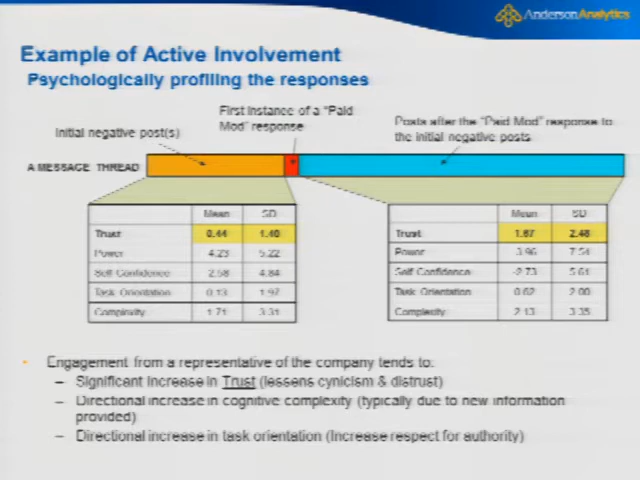 AndersonAnalytics
Example of Active Involvement
Psychologically profiling the responses
First Instance of a "Paid
Mod" response
Posts after the "Paid Mod" response to
the initial negative posts
Initial negative post(s)
A MESSAGE THREAD
Mean SD
Trust 0.44 1.40
Power 4.23 5.22
Self Confidence 2.58 4.84
Task Orientation 0.13 1.92
Complexity 1.71 3.31
Mean SD
Trust 1.67 2.48
Power 3.96 7.54
Self Confidence -2.73 5.61
Task Orientation 0.62 2.00
Complexity 2.13 3.35
Engagement from a representative of the company tends to:
– Significant Increase in Trust (lessens cynicism & distrust)
– Directional increase in cognitive complexity (typically due to new information
provided)
– Directional increase in task orientation (Increase respect for authority)